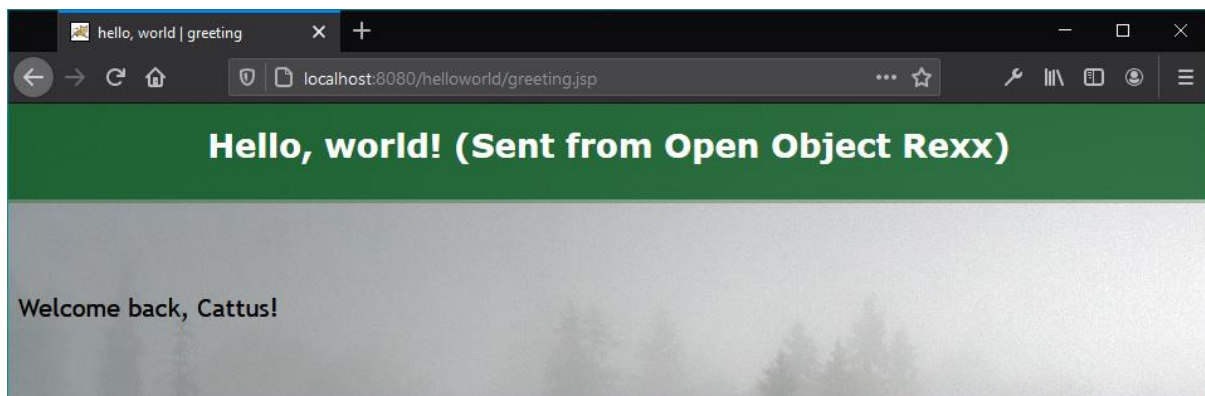 hello, world | greeting
localhost:8080/helloworld/greeting.jsp
Hello, world! (Sent from Open Object Rexx)
Welcome back, Cattus!